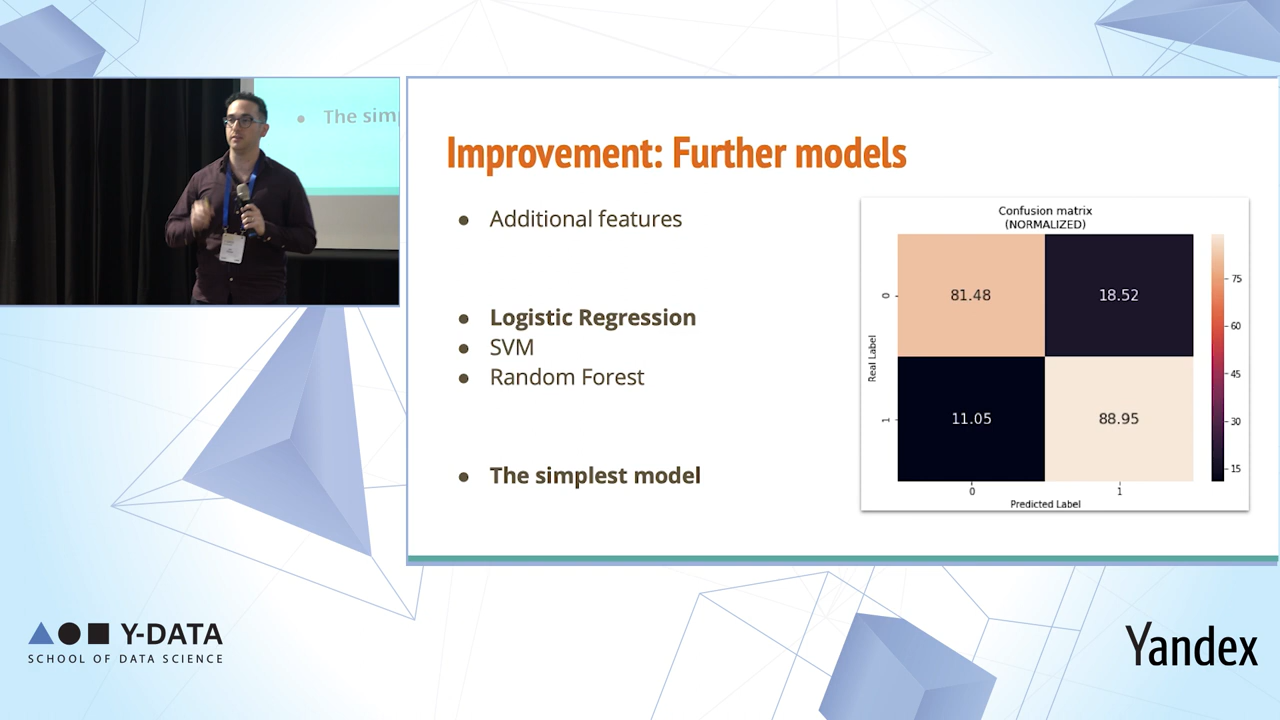 The sim
Improvement: Further models
● Additional features
● Logistic Regression
● SVM
● Random Forest
● The simplest model
Confusion matrix
(NORMALIZED)
81.48
18.52
11.05
88.95
0
1
Real Label
0
1
Predicted Label
75
60
45
30
15
Y-DATA
SCHOOL OF DATA SCIENCE
Yandex